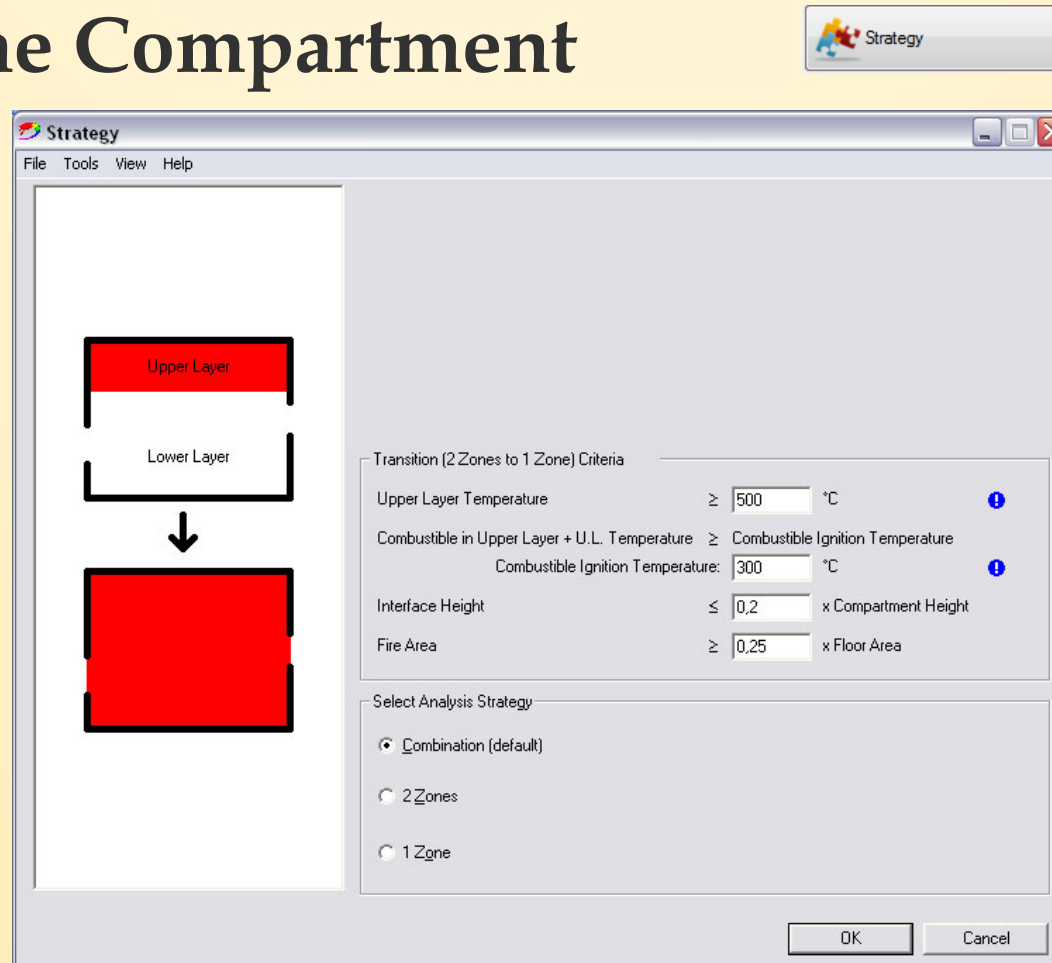 ne Compartment
Strategy
Strategy
File Tools View Help
Upper Layer
Lower Layer
Transition (2 Zones to 1 Zone) Criteria
Upper Layer Temperature ≥ 500 °C
Combustible in Upper Layer + U.L. Temperature ≥ Combustible Ignition Temperature
Combustible Ignition Temperature: 300 °C
Interface Height ≤ 0,2 x Compartment Height
Fire Area ≥ 0,25 x Floor Area
Select Analysis Strategy
Combination (default)
2 Zones
1 Zone
OK Cancel